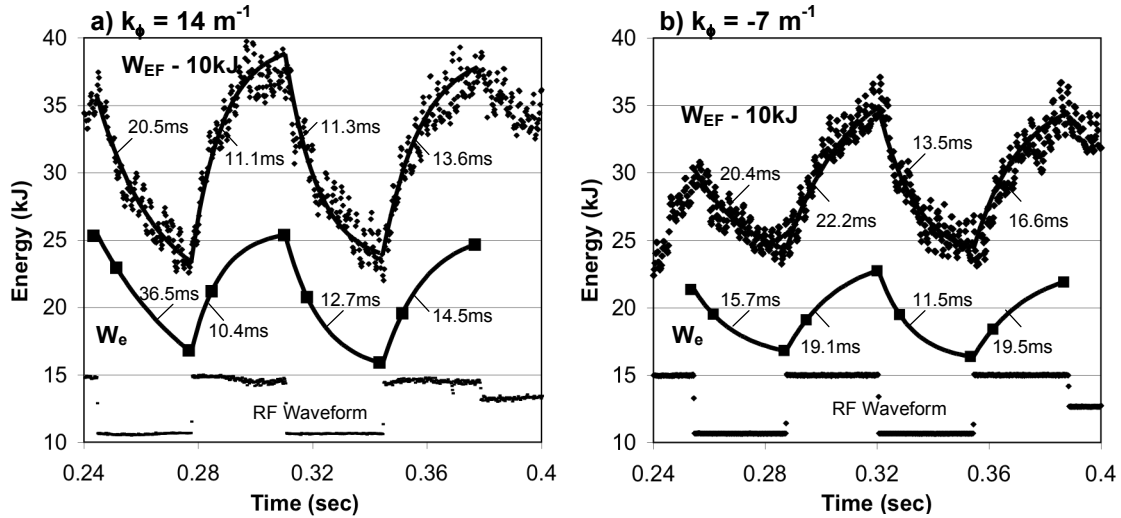 a) kϕ = 14 m⁻¹
40
35
30
25
20
15
10
Energy (kJ)
W_EF - 10kJ
20.5ms
11.1ms
11.3ms
13.6ms
36.5ms
10.4ms
12.7ms
14.5ms
W_e
RF Waveform
0.24 0.28 0.32 0.36 0.4
Time (sec)
b) kϕ = -7 m⁻¹
40
35
30
25
20
15
10
Energy (kJ)
W_EF - 10kJ
20.4ms
22.2ms
13.5ms
16.6ms
15.7ms
19.1ms
11.5ms
19.5ms
W_e
RF Waveform
0.24 0.28 0.32 0.36 0.4
Time (sec)